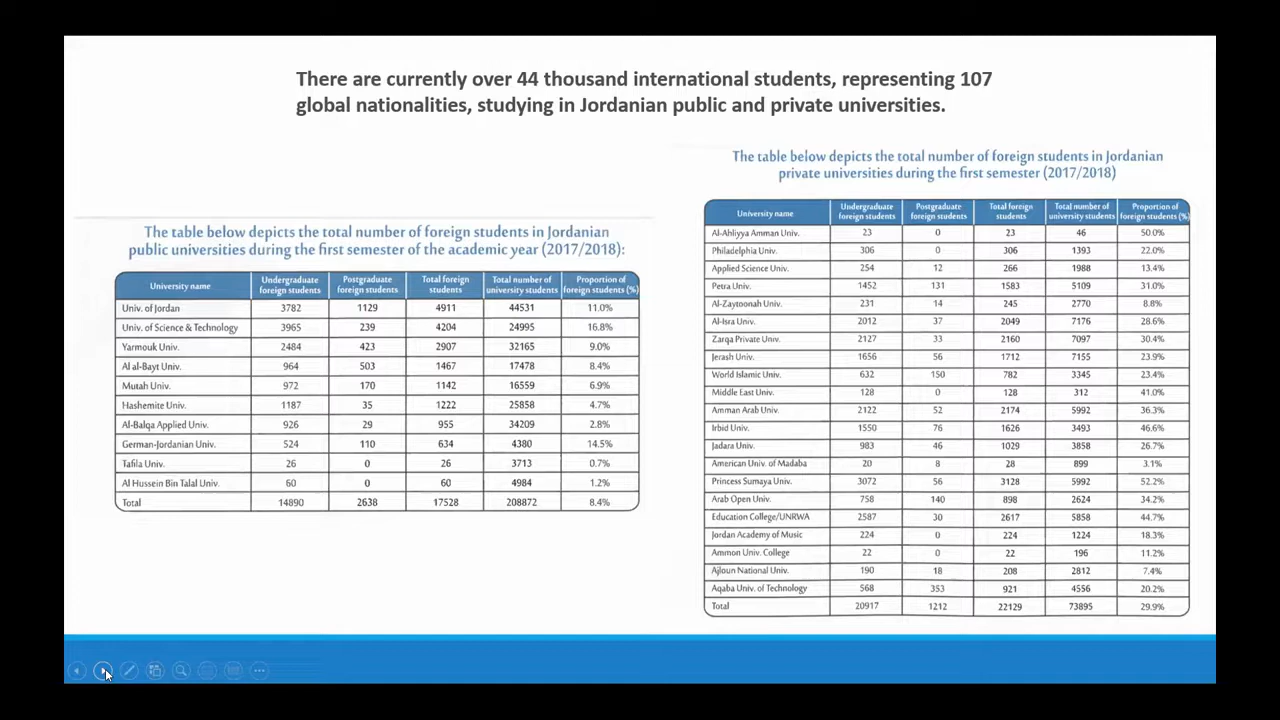 There are currently over 44 thousand international students, representing 107
global nationalities, studying in Jordanian public and private universities.
The table below depicts the total number of foreign students in Jordanian
public universities during the first semester of the academic year (2017/2018):
University name Undergraduate foreign students Postgraduate foreign students Total foreign students Total number of university students Proportion of foreign students (%)
Univ. of Jordan 3782 1129 4911 44531 11.0%
Univ. of Science & Technology 3965 239 4204 24995 16.8%
Yarmouk Univ. 2484 423 2907 32165 9.0%
Al al-Bayt Univ. 964 503 1467 17478 8.4%
Mutah Univ. 972 170 1142 16559 6.9%
Hashemite Univ. 1187 35 1222 25858 4.7%
Al-Balqa Applied Univ. 926 29 955 34209 2.8%
German-Jordanian Univ. 524 110 634 4380 14.5%
Tafila Univ. 26 0 26 3713 0.7%
Al Hussein Bin Talal Univ. 60 0 60 4984 1.2%
Total 14890 2638 17528 208872 8.4%
The table below depicts the total number of foreign students in Jordanian
private universities during the first semester (2017/2018)
University name Undergraduate foreign students Postgraduate foreign students Total foreign students Total number of university students Proportion of foreign students (%)
Al-Ahliyya Amman Univ. 23 0 23 46 50.0%
Philadelphia Univ. 306 0 306 1393 22.0%
Applied Science Univ. 254 12 266 1988 13.4%
Petra Univ. 1452 131 1583 5109 31.0%
Al-Zaytoonah Univ. 231 14 245 2770 8.8%
Al-Isra Univ. 2012 37 2049 7176 28.6%
Zarqa Private Univ. 2127 33 2160 7097 30.4%
Jerash Univ. 1656 56 1712 7155 23.9%
World Islamic Univ. 632 150 782 3345 23.4%
Middle East Univ. 128 0 128 312 41.0%
Amman Arab Univ. 2122 52 2174 5992 36.3%
Irbid Univ. 1550 76 1626 3493 46.6%
Jadara Univ. 983 46 1029 3858 26.7%
American Univ. of Madaba 20 8 28 899 3.1%
Princess Sumaya Univ. 3072 56 3128 5992 52.2%
Arab Open Univ. 758 140 898 2624 34.2%
Education College/UNRWA 2587 30 2617 5858 44.7%
Jordan Academy of Music 224 0 224 1224 18.3%
Ammon Univ. College 22 0 22 196 11.2%
Ajloun National Univ. 190 18 208 2812 7.4%
Aqaba Univ. of Technology 568 353 921 4556 20.2%
Total 20917 1212 22129 73895 29.9%